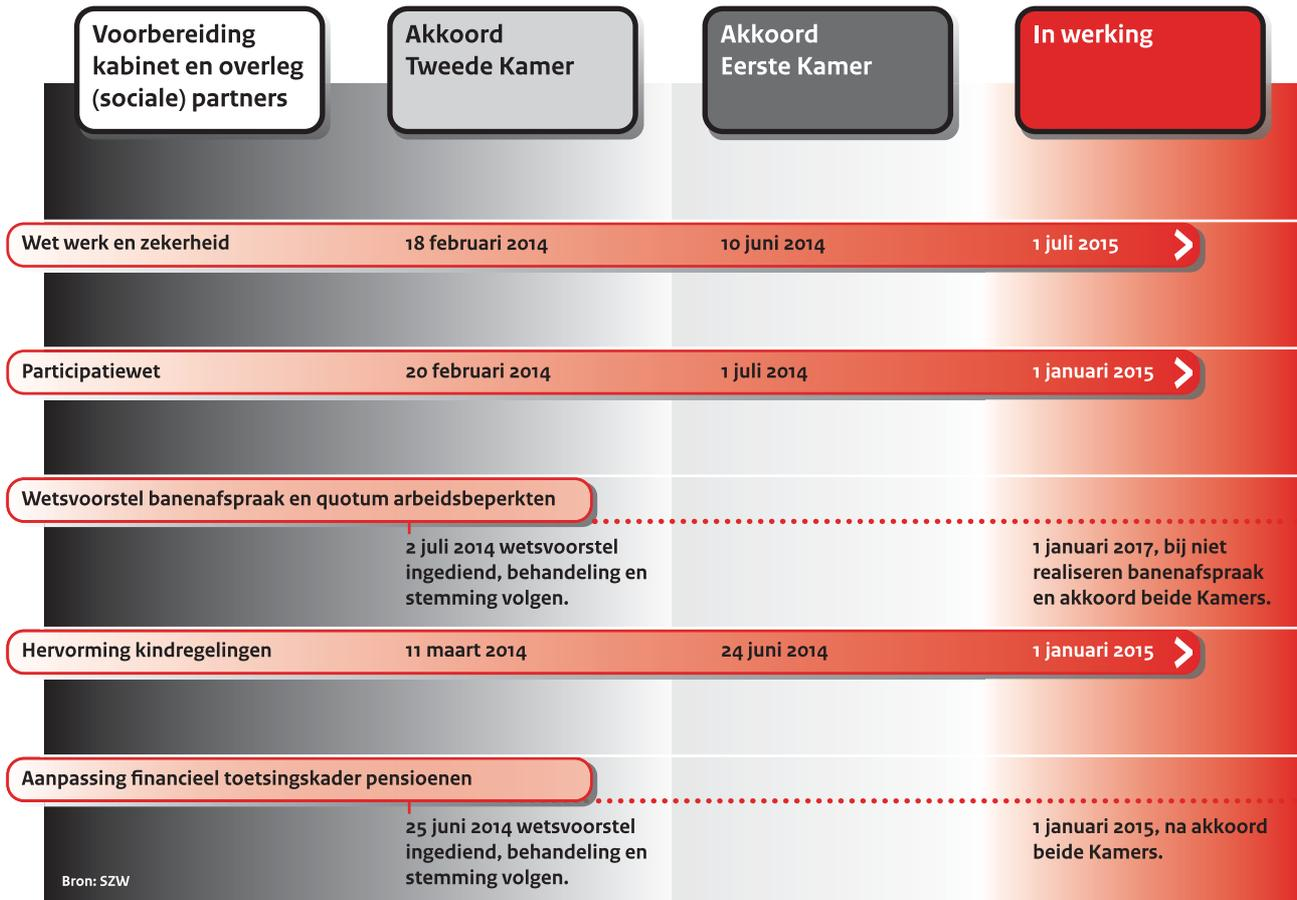 Voorbereiding
kabinet en overleg
(sociale) partners
Akkoord
Tweede Kamer
Akkoord
Eerste Kamer
In werking
Wet werk en zekerheid
18 februari 2014
10 juni 2014
1 juli 2015
Participatiewet
20 februari 2014
1 juli 2014
1 januari 2015
Wetsvoorstel banenafspraak en quotum arbeidsbeperkten
2 juli 2014 wetsvoorstel
ingediend, behandeling en
stemming volgen.
1 januari 2017, bij niet
realiseren banenafspraak
en akkoord beide Kamers.
Hervorming kindregelingen
11 maart 2014
24 juni 2014
1 januari 2015
Aanpassing financieel toetsingskader pensioenen
25 juni 2014 wetsvoorstel
ingediend, behandeling en
stemming volgen.
1 januari 2015, na akkoord
beide Kamers.
Bron: SZW